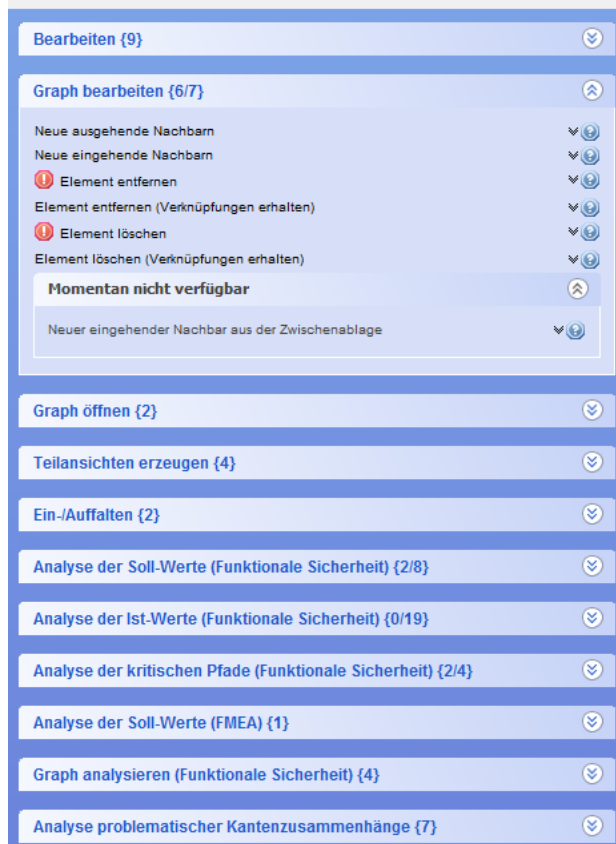 Bearbeiten {9}
Graph bearbeiten {6/7}
Neue ausgehende Nachbarn
Neue eingehende Nachbarn
Element entfernen
Element entfernen (Verknüpfungen erhalten)
Element löschen
Element löschen (Verknüpfungen erhalten)
Momentan nicht verfügbar
Neuer eingehender Nachbar aus der Zwischenablage
Graph öffnen {2}
Teilansichten erzeugen {4}
Ein-/Auffalten {2}
Analyse der Soll-Werte (Funktionale Sicherheit) {2/8}
Analyse der Ist-Werte (Funktionale Sicherheit) {0/19}
Analyse der kritischen Pfade (Funktionale Sicherheit) {2/4}
Analyse der Soll-Werte (FMEA) {1}
Graph analysieren (Funktionale Sicherheit) {4}
Analyse problematischer Kantenzusammenhänge {7}